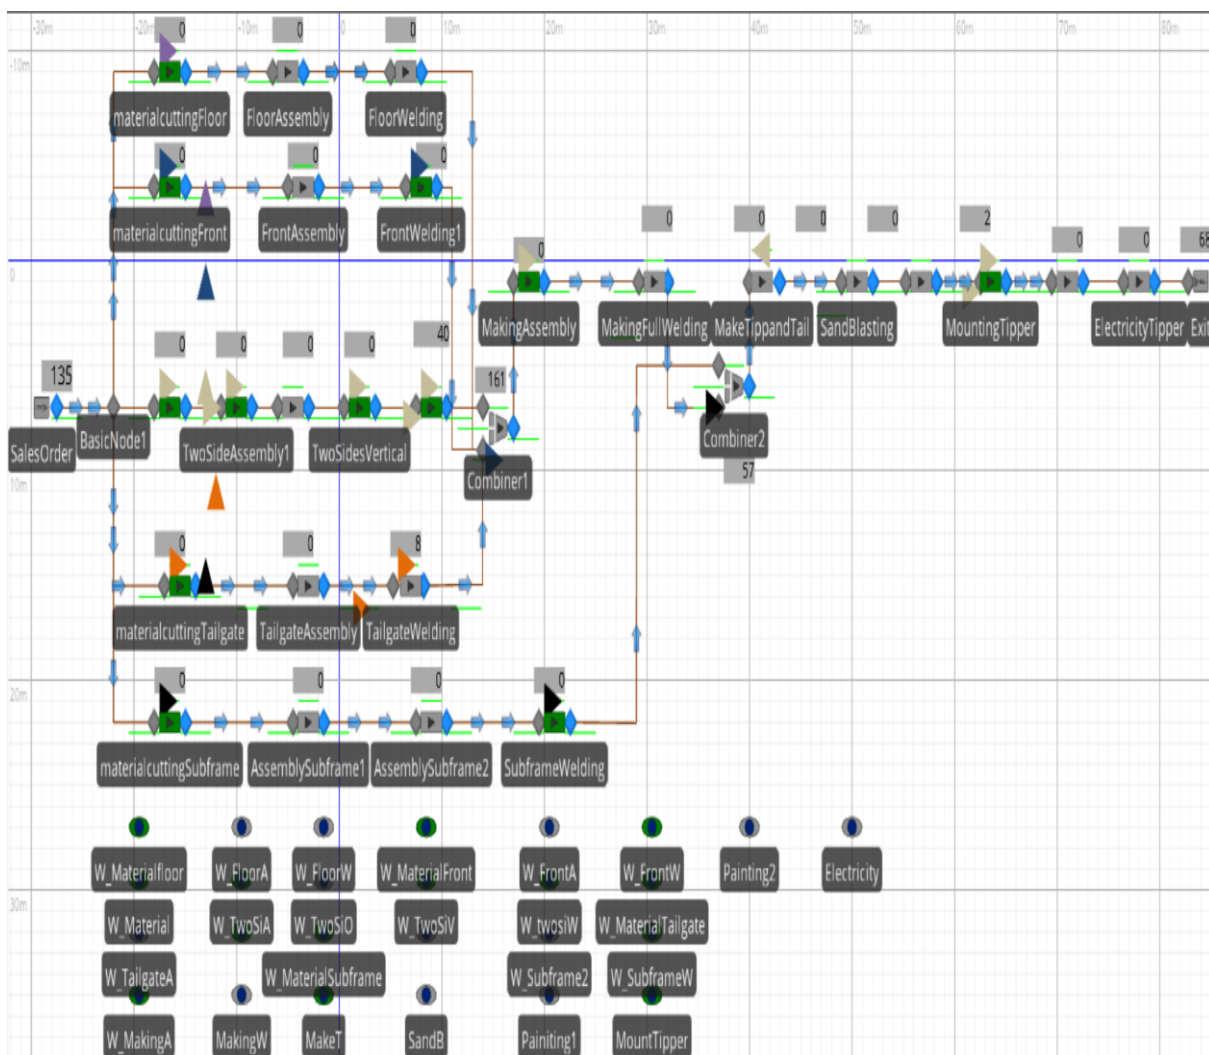 -30m -20m -10m 0 10m 20m 30m 40m 50m 60m 70m 80m
0 0 0
-10m
materialcuttingFloor FloorAssembly FloorWelding
0 0 0
materialcuttingFront FrontAssembly FrontWelding1
0 0 0 0 0 2 0 0 66
0
MakingAssembly MakingFullWelding MakeTippandTail SandBlasting MountingTipper ElectricityTipper Exit
0 0 0 0 40
135 161
SalesOrder BasicNode1 TwoSideAssembly1 TwoSidesVertical Combiner1 Combiner2
57
10m
0 0 8
materialcuttingTailgate TailgateAssembly TailgateWelding
20m
0 0 0 0
materialcuttingSubframe AssemblySubframe1 AssemblySubframe2 SubframeWelding
W_Materialfloor W_FloorA W_FloorW W_MaterialFront W_FrontA W_FrontW Painting2 Electricity
30m
W_Material W_TwoSiA W_TwoSiO W_TwoSiV W_twosiW W_MaterialTailgate
W_TailgateA W_MaterialSubframe W_Subframe2 W_SubframeW
W_MakingA MakingW MakeT SandB Painiting1 MountTipper